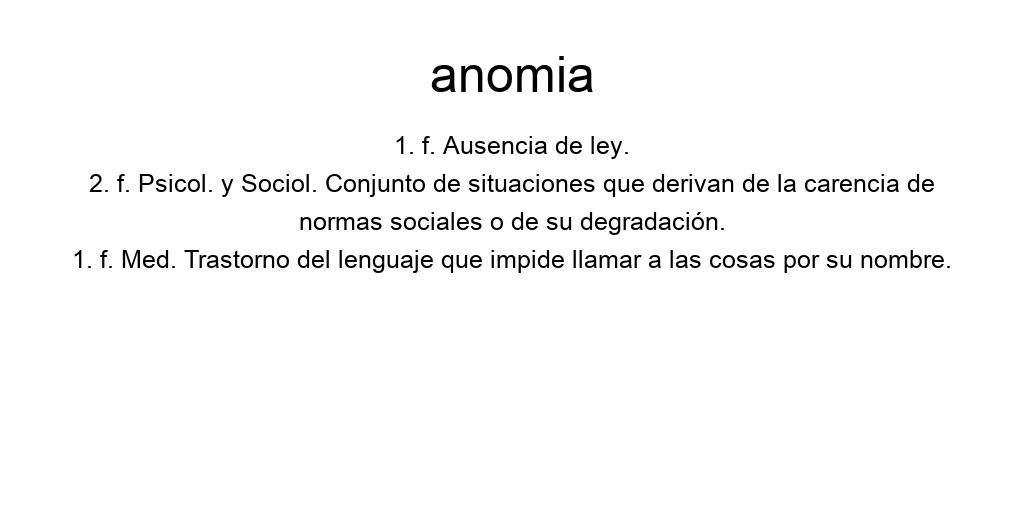 anomia
1. f. Ausencia de ley.
2. f. Psicol. y Sociol. Conjunto de situaciones que derivan de la carencia de
normas sociales o de su degradación.
1. f. Med. Trastorno del lenguaje que impide llamar a las cosas por su nombre.